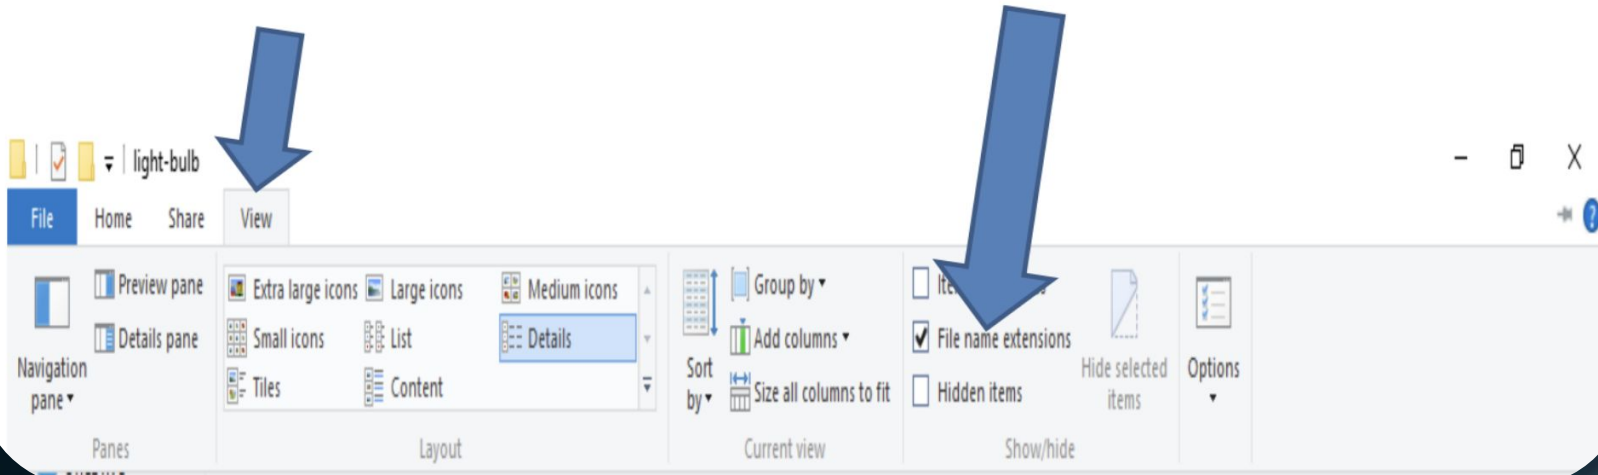 light-bulb
File Home Share View
Preview pane
Details pane
Navigation
pane
Panes
Extra large icons Large icons Medium icons
Small icons List Details
Tiles Content
Layout
Sort
by
Group by
Add columns
Size all columns to fit
Current view
File name extensions
Hidden items
Hide selected
items
Show/hide
Options